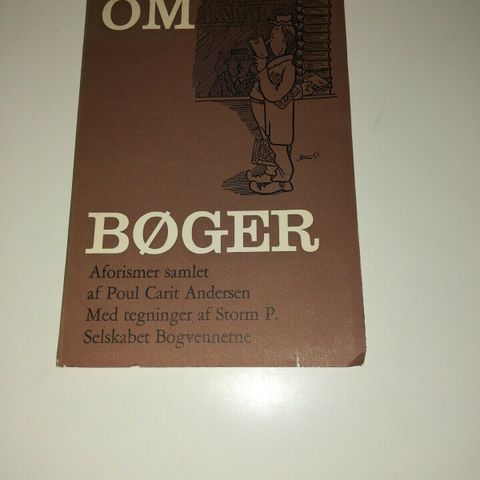 OM
BØGER
Aforismer samlet
af Poul Carit Andersen
Med tegninger af Storm P.
Selskabet Bogvennerne